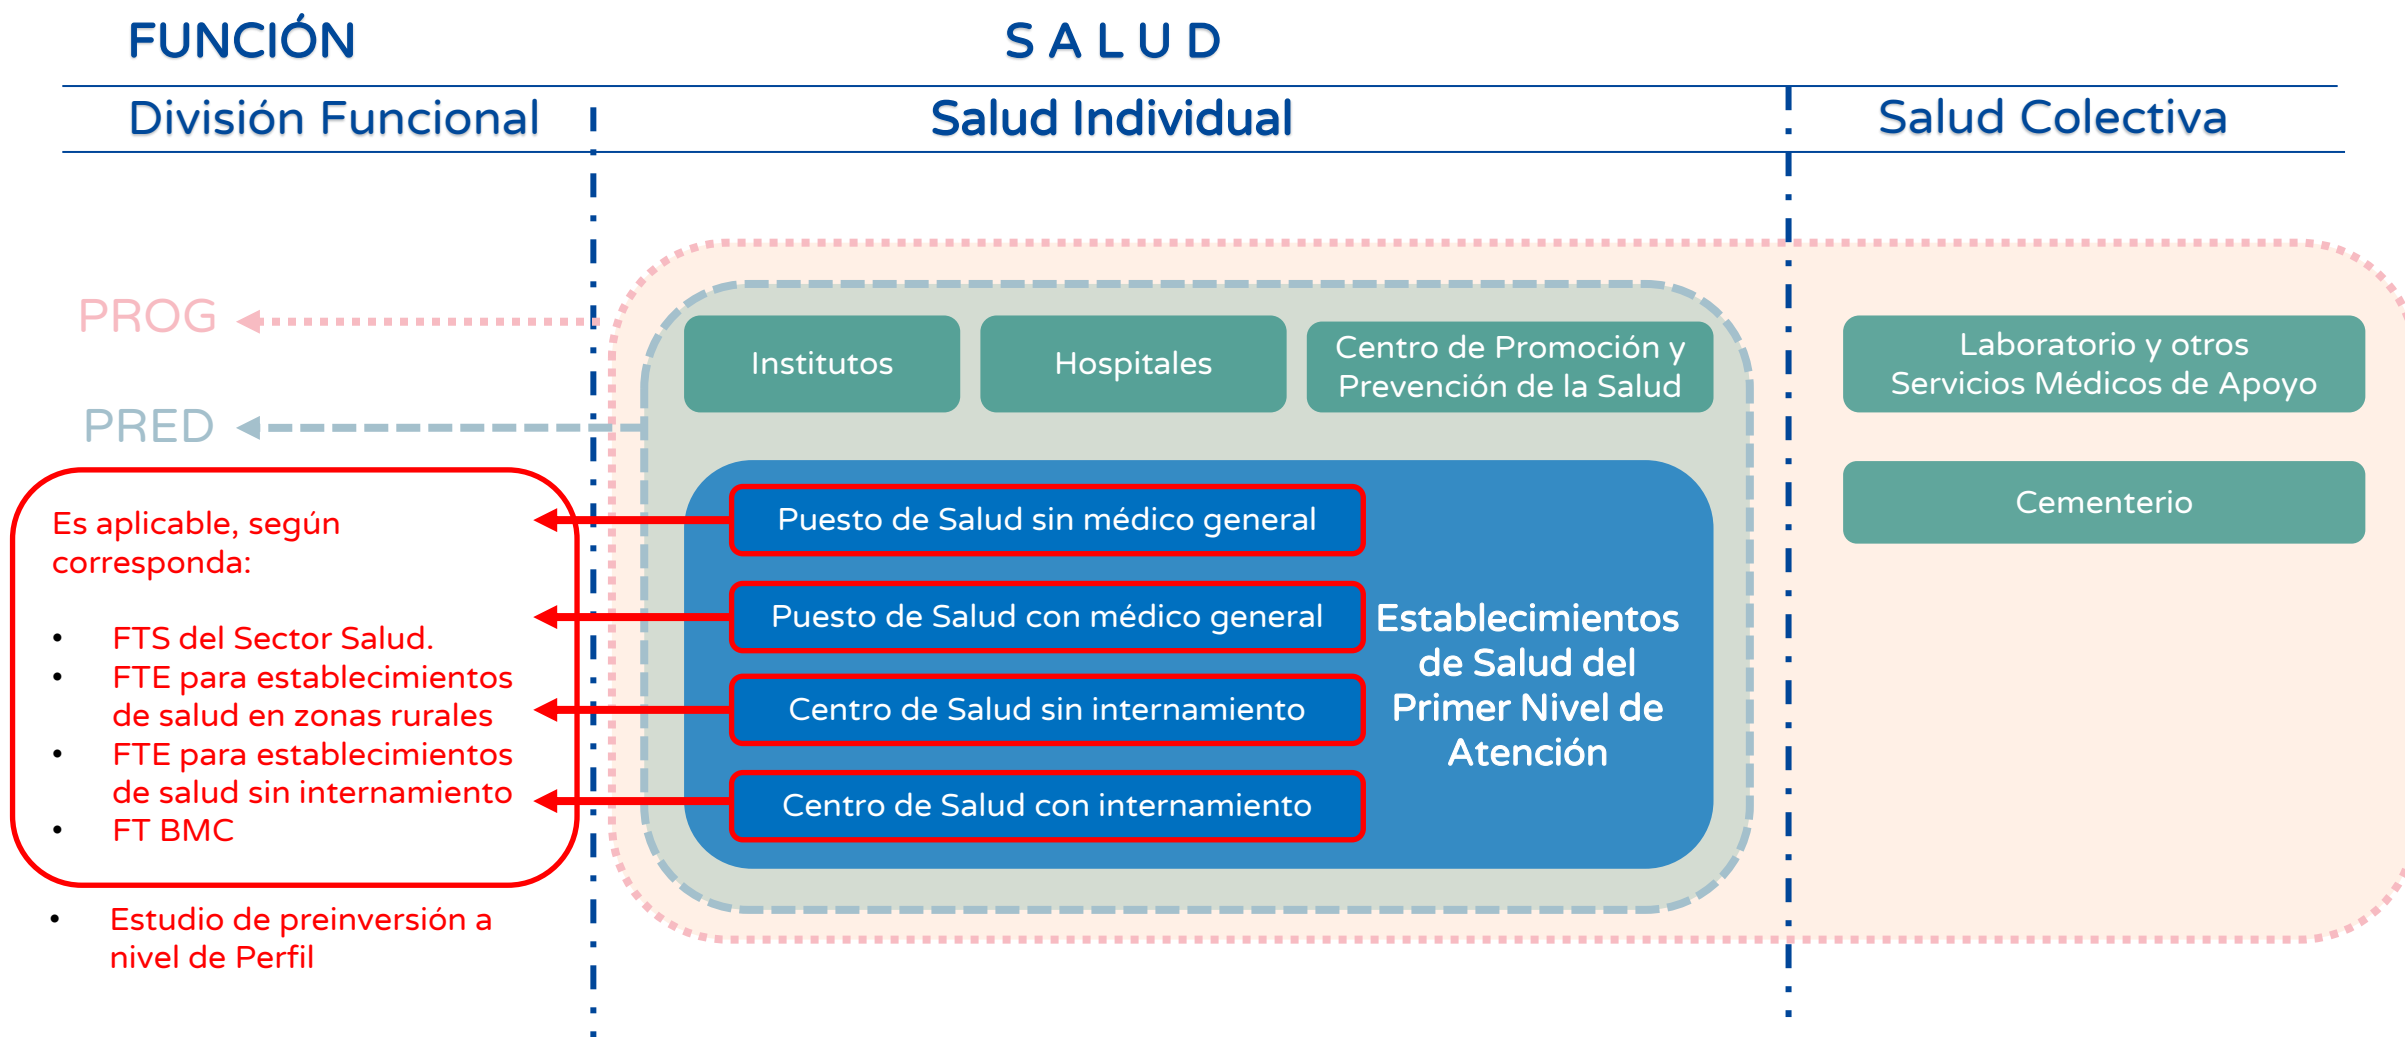 FUNCIÓN
S A L U D
División Funcional
Salud Individual
Salud Colectiva
PROG
PRED
Institutos
Hospitales
Centro de Promoción y
Prevención de la Salud
Laboratorio y otros
Servicios Médicos de Apoyo
Cementerio
Es aplicable, según
corresponda:
• FTS del Sector Salud.
• FTE para establecimientos
de salud en zonas rurales
• FTE para establecimientos
de salud sin internamiento
• FT BMC
• Estudio de preinversión a
nivel de Perfil
Puesto de Salud sin médico general
Puesto de Salud con médico general
Centro de Salud sin internamiento
Centro de Salud con internamiento
Establecimientos
de Salud del
Primer Nivel de
Atención